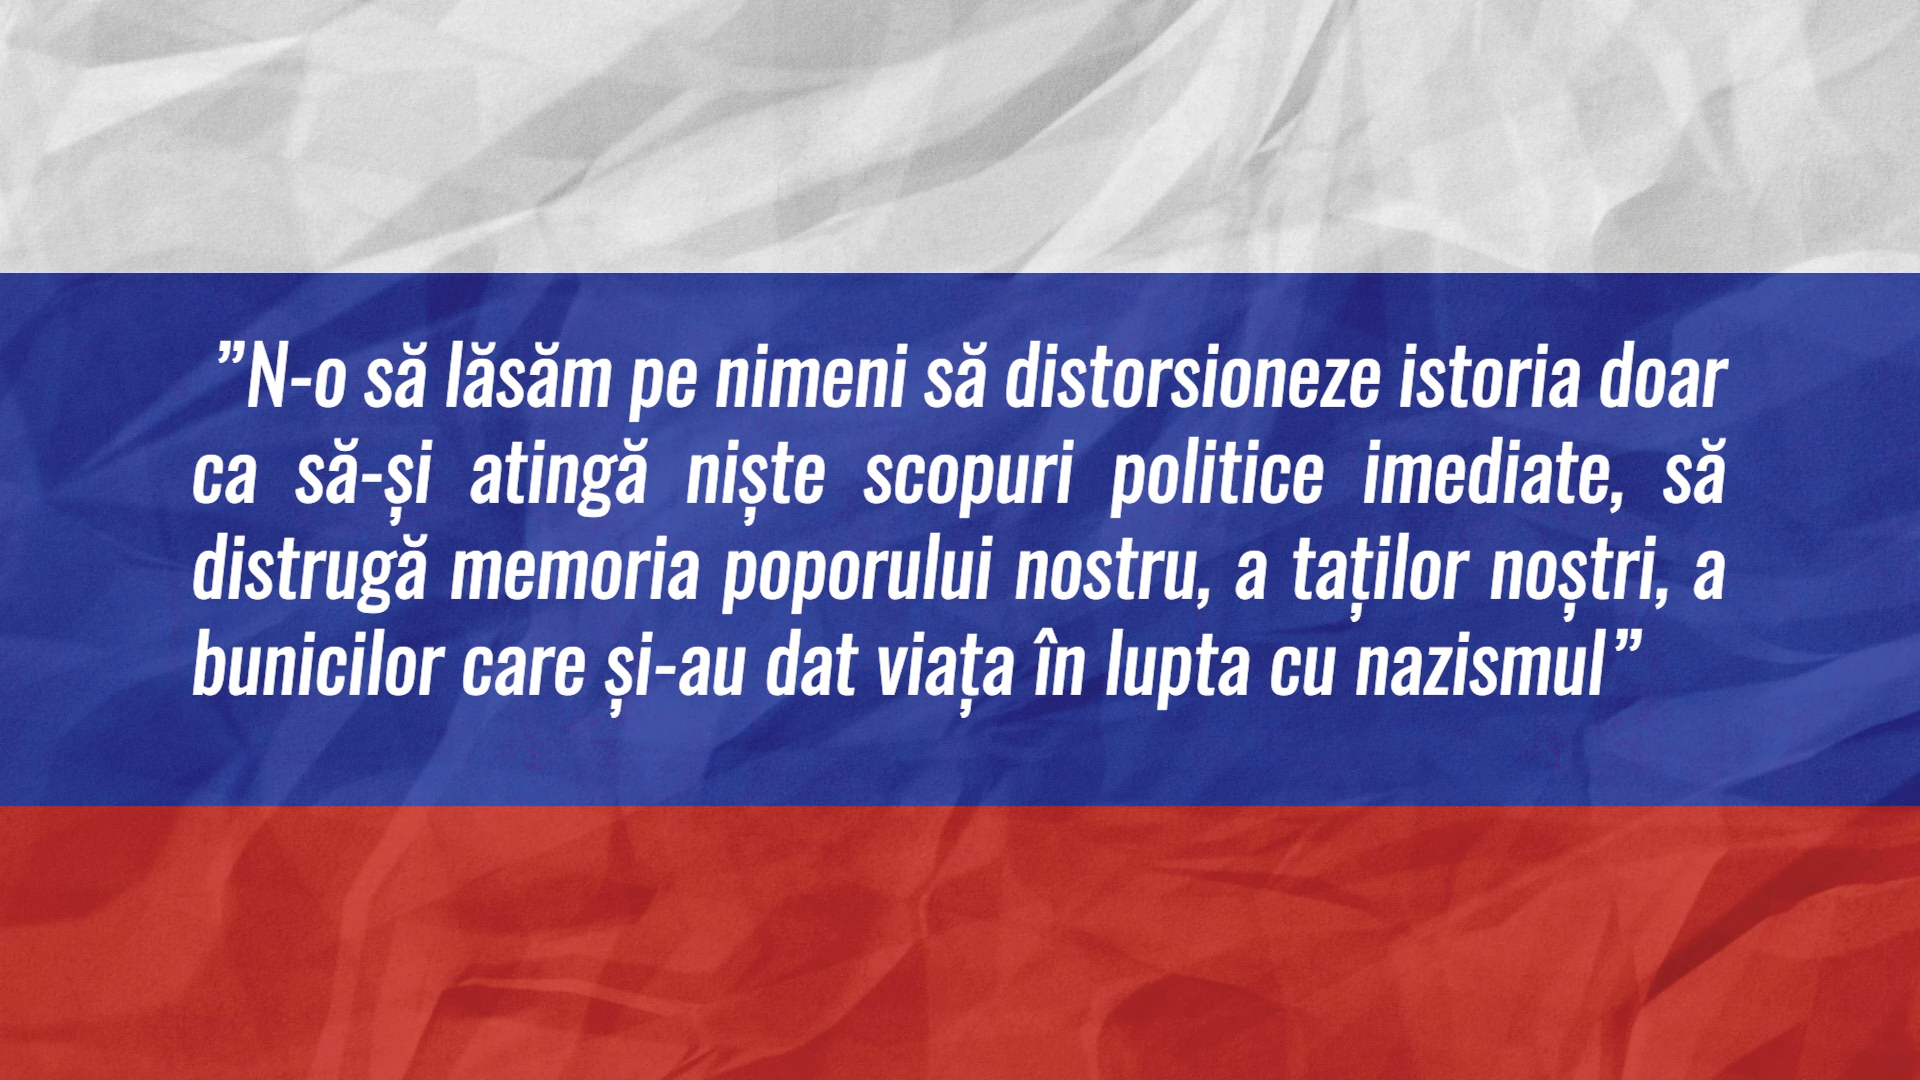 ”N-o să lăsăm pe nimeni să distorsioneze istoria doar
ca să-și atingă niște scopuri politice imediate, să
distrugă memoria poporului nostru, a taților noștri, a
bunicilor care și-au dat viața în lupta cu nazismul”